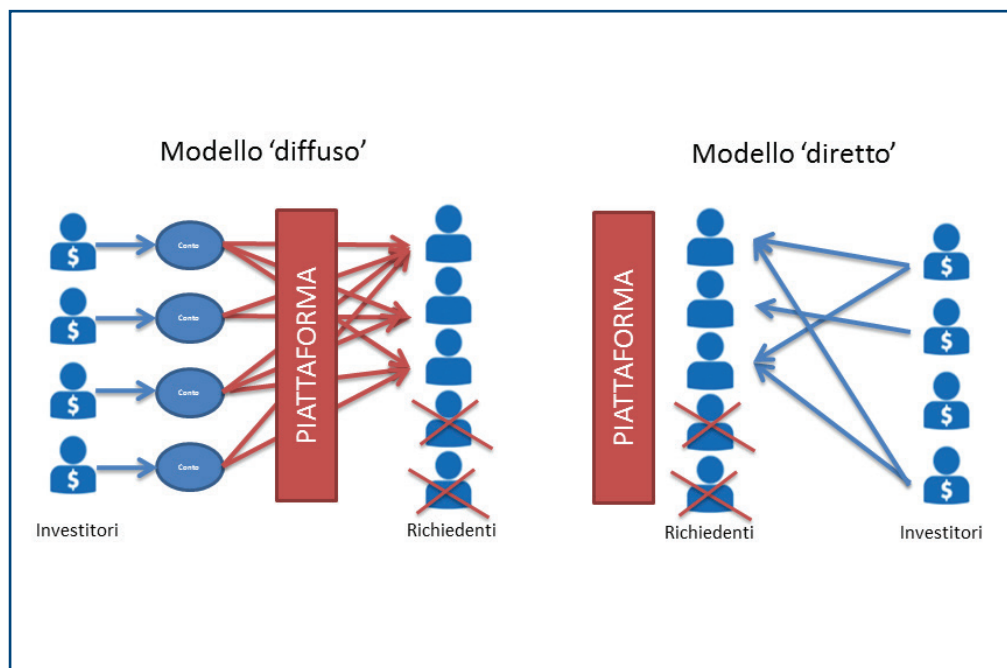 Modello ‘diffuso’
$
Conto
$
Conto
$
Conto
$
Conto
PIATTAFORMA
Investitori
Richiedenti
Modello ‘diretto’
PIATTAFORMA
$
$
$
$
Richiedenti
Investitori